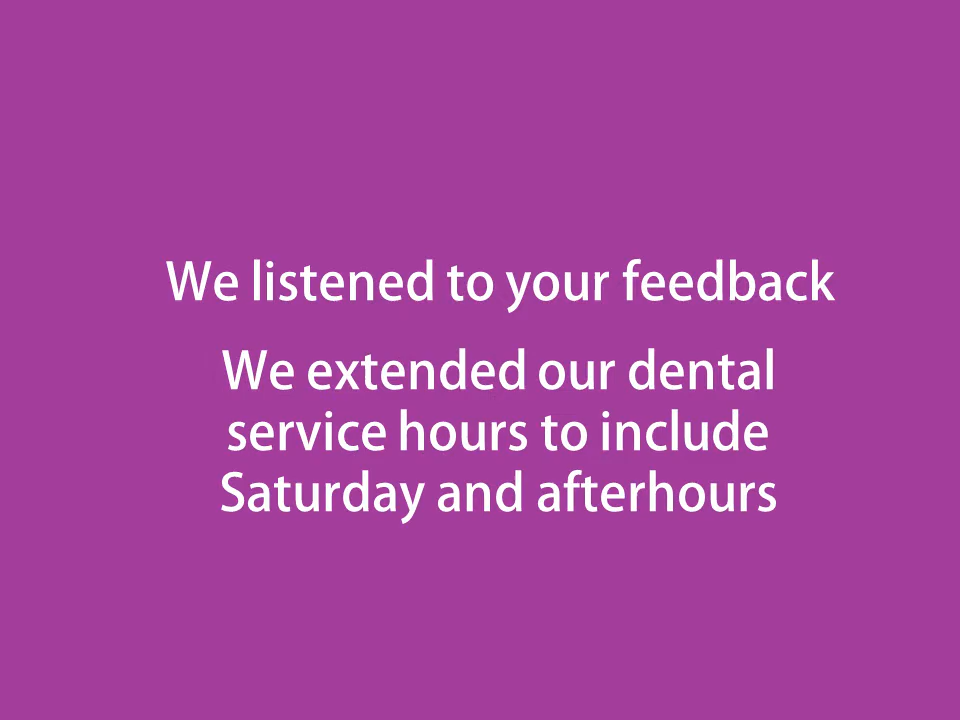 We listened to your feedback
We extended our dental
service hours to include
Saturday and afterhours